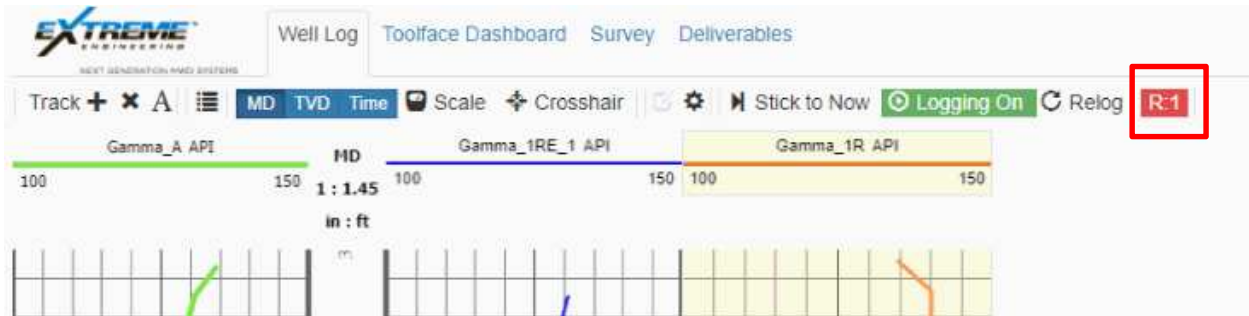 EXTREME
ENGINEERING
NEXT GENERATION MWD SYSTEMS
Well Log Toolface Dashboard Survey Deliverables
Track A MD TVD Time Scale Crosshair Stick to Now Logging On Relog R:1
Gamma_A API MD Gamma_1RE_1 API Gamma_1R API
100 150 1 : 1.45 100 150 100 150
in : ft